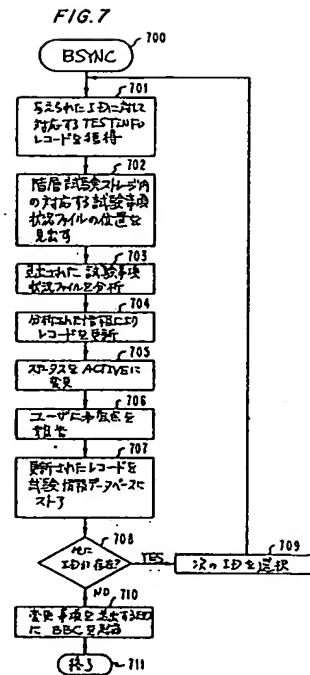 FIG.7
BSYNC
700
701
与えられたIDに対して
対応するTESTINFO
レコードを獲得
702
階層試験ストレージ内
の対応する試験事項
状況ファイルの位置を
見出す
703
見出された試験事項
状況ファイルを分析
704
分析された情報により
レコードを更新
705
ステータスをACTIVEに
変更
706
ユーザに矛盾点を
報告
707
更新されたレコードを
試験情報データベースに
ストア
708
他に
IDが存在?
YES
709
次のIDを選択
NO
710
変更事項を
に BBCを
終了
711